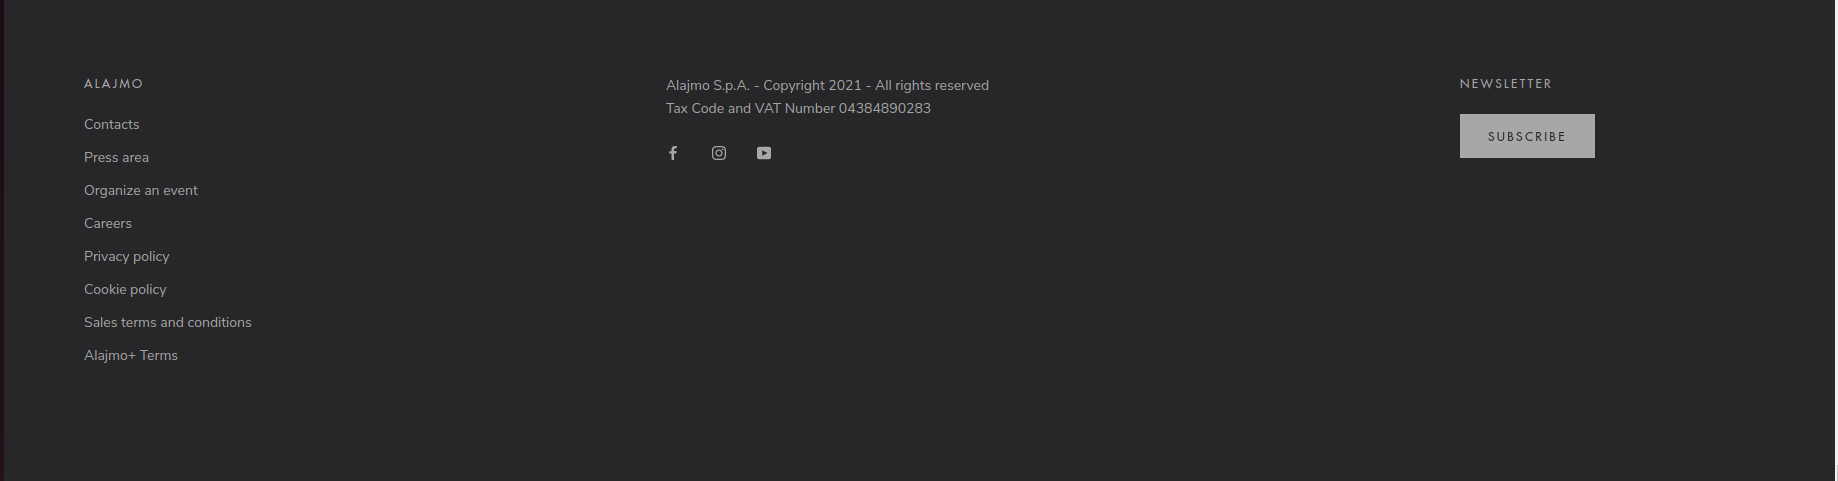 ALAJMO
Contacts
Press area
Organize an event
Careers
Privacy policy
Cookie policy
Sales terms and conditions
Alajmo+ Terms
Alajmo S.p.A. - Copyright 2021 - All rights reserved
Tax Code and VAT Number 04384890283
NEWSLETTER
SUBSCRIBE